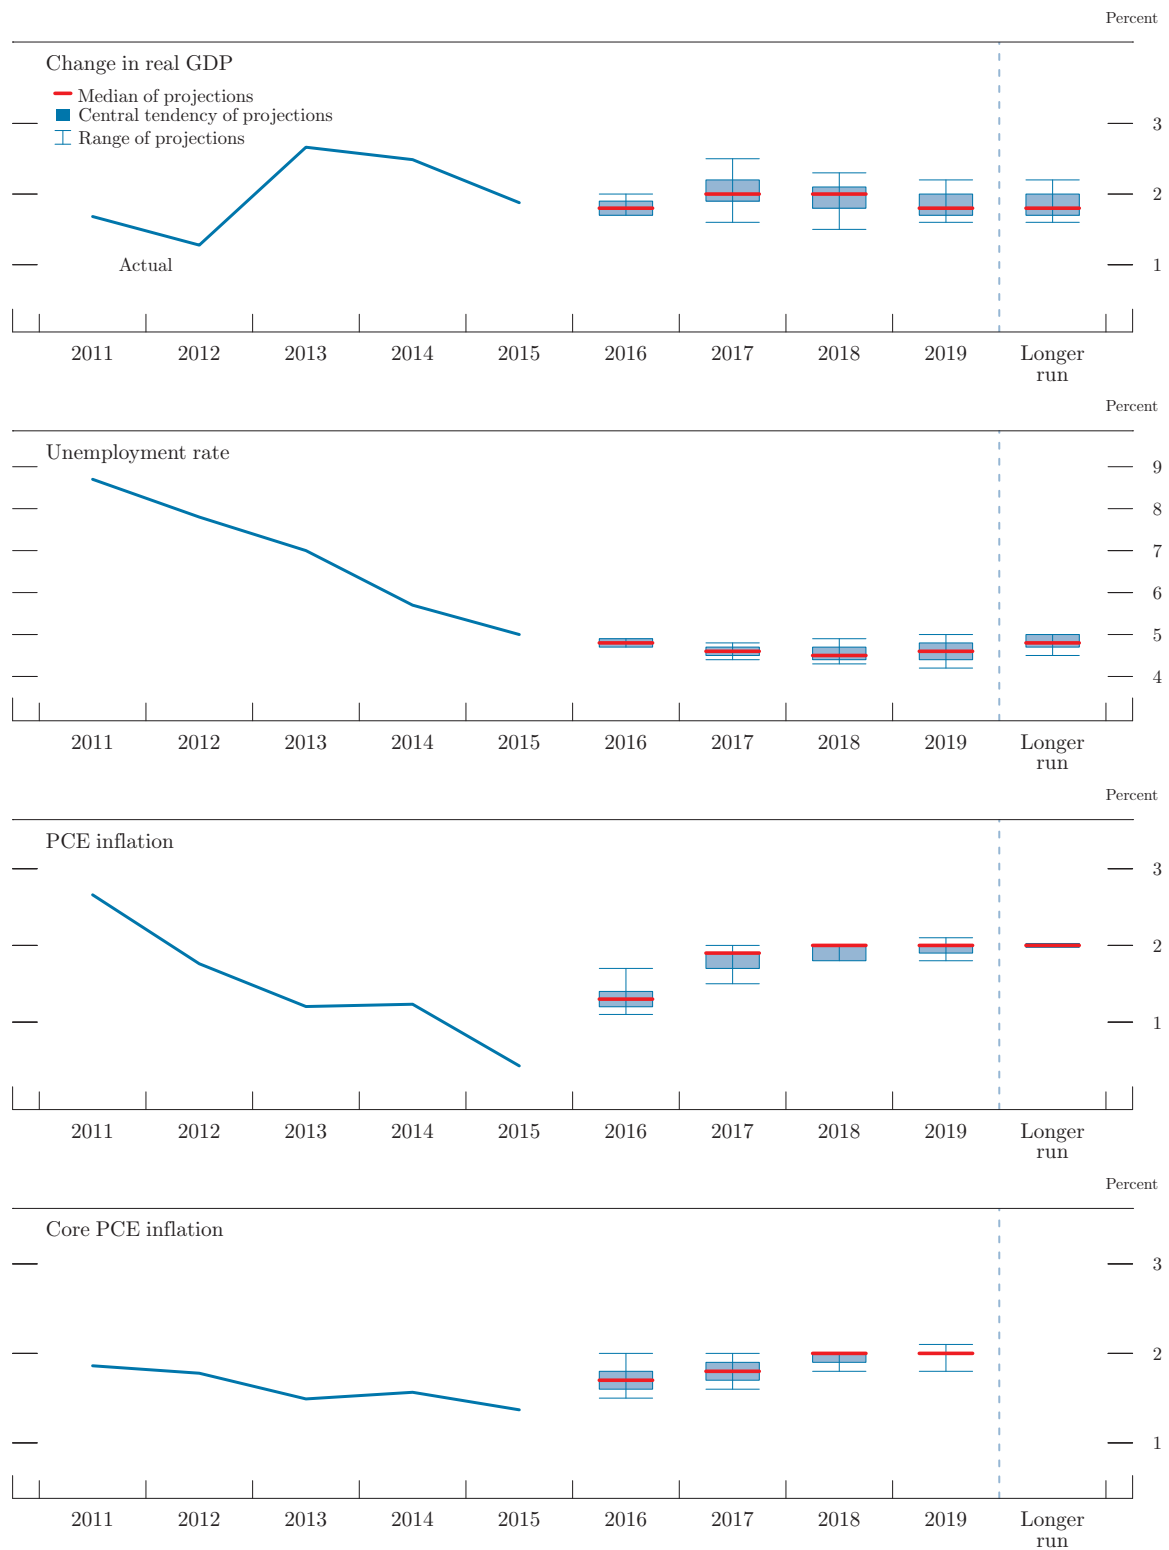 Percent
Change in real GDP
Median of projections
Central tendency of projections
Range of projections
3
2
1
Actual
2011 2012 2013 2014 2015 2016 2017 2018 2019 Longer
run
Percent
Unemployment rate
9
8
7
6
5
4
2011 2012 2013 2014 2015 2016 2017 2018 2019 Longer
run
Percent
PCE inflation
3
2
1
2011 2012 2013 2014 2015 2016 2017 2018 2019 Longer
run
Percent
Core PCE inflation
3
2
1
2011 2012 2013 2014 2015 2016 2017 2018 2019 Longer
run